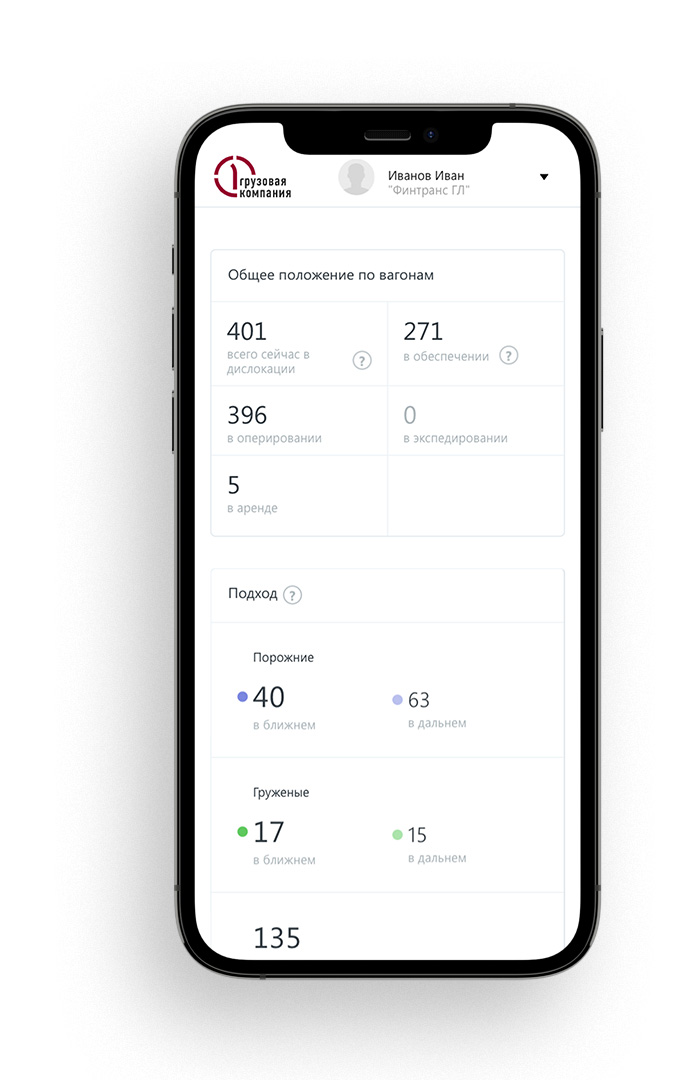 грузовая
компания
Иванов Иван
"Финтранс ГЛ"
Общее положение по вагонам
401
всего сейчас в
дислокации
?
271
в обеспечении
?
396
в оперировании
0
в экспедировании
5
в аренде
Подход ?
Порожние
40
в ближнем
63
в дальнем
Груженые
17
в ближнем
15
в дальнем
135